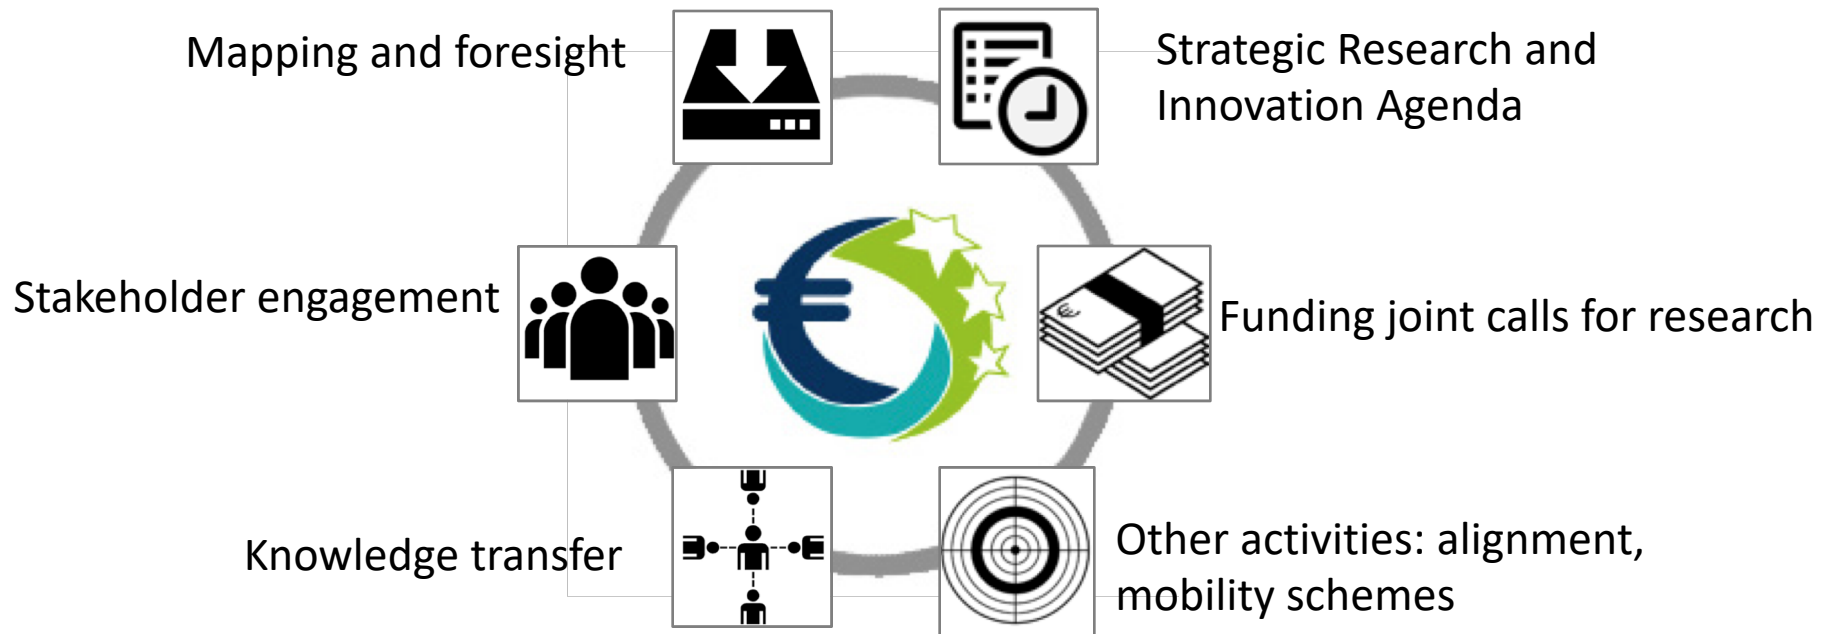 Mapping and foresight
Strategic Research and
Innovation Agenda
Stakeholder engagement
Funding joint calls for research
Knowledge transfer
Other activities: alignment,
mobility schemes